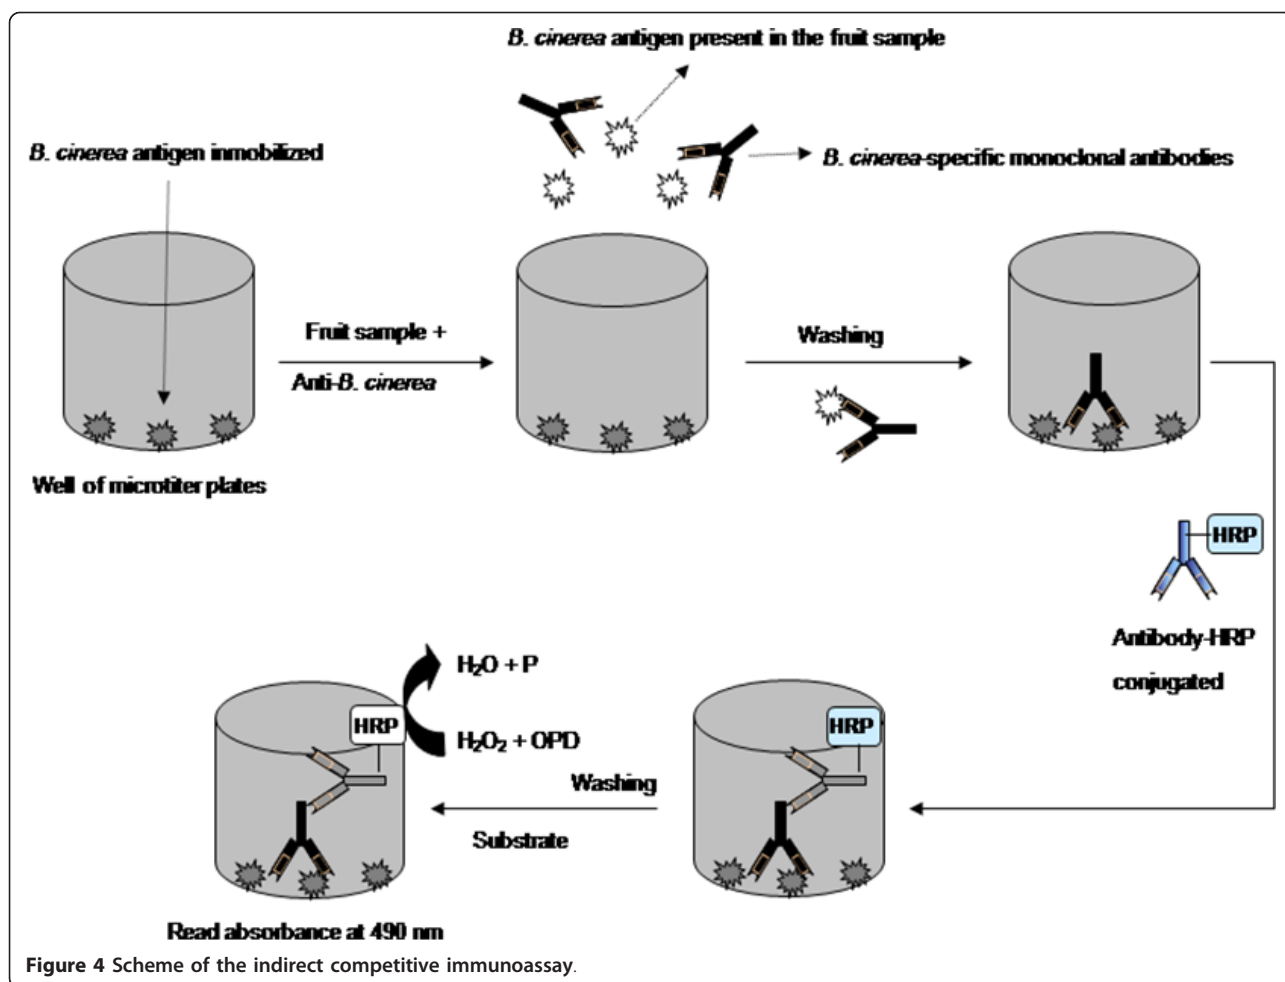 B. cinerea antigen present in the fruit sample
B. cinerea antigen inmobilized
B. cinerea-specific monoclonal antibodies
Fruit sample +
Anti-B. cinerea
Washing
Well of microtiter plates
HRP
Antibody-HRP
conjugated
H₂O + P
HRP
H₂O₂ + OPD
HRP
Washing
Substrate
Read absorbance at 490 nm
Figure 4 Scheme of the indirect competitive immunoassay.